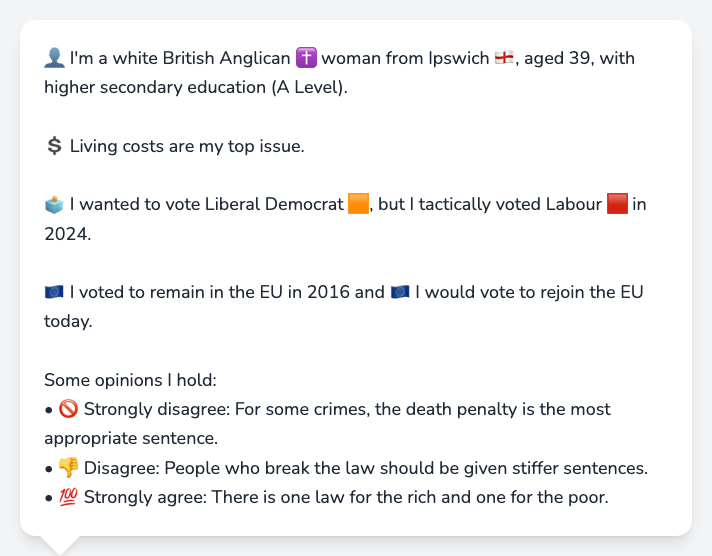 👤 I'm a white British Anglican ✝️ woman from Ipswich 🏴󠁧󠁢󠁥󠁮󠁧󠁿, aged 39, with
higher secondary education (A Level).
💲 Living costs are my top issue.
🗳️ I wanted to vote Liberal Democrat 🟧, but I tactically voted Labour 🟥 in
2024.
🇪🇺 I voted to remain in the EU in 2016 and 🇪🇺 I would vote to rejoin the EU
today.
Some opinions I hold:
• 🚫 Strongly disagree: For some crimes, the death penalty is the most
appropriate sentence.
• 👎 Disagree: People who break the law should be given stiffer sentences.
• 💯 Strongly agree: There is one law for the rich and one for the poor.